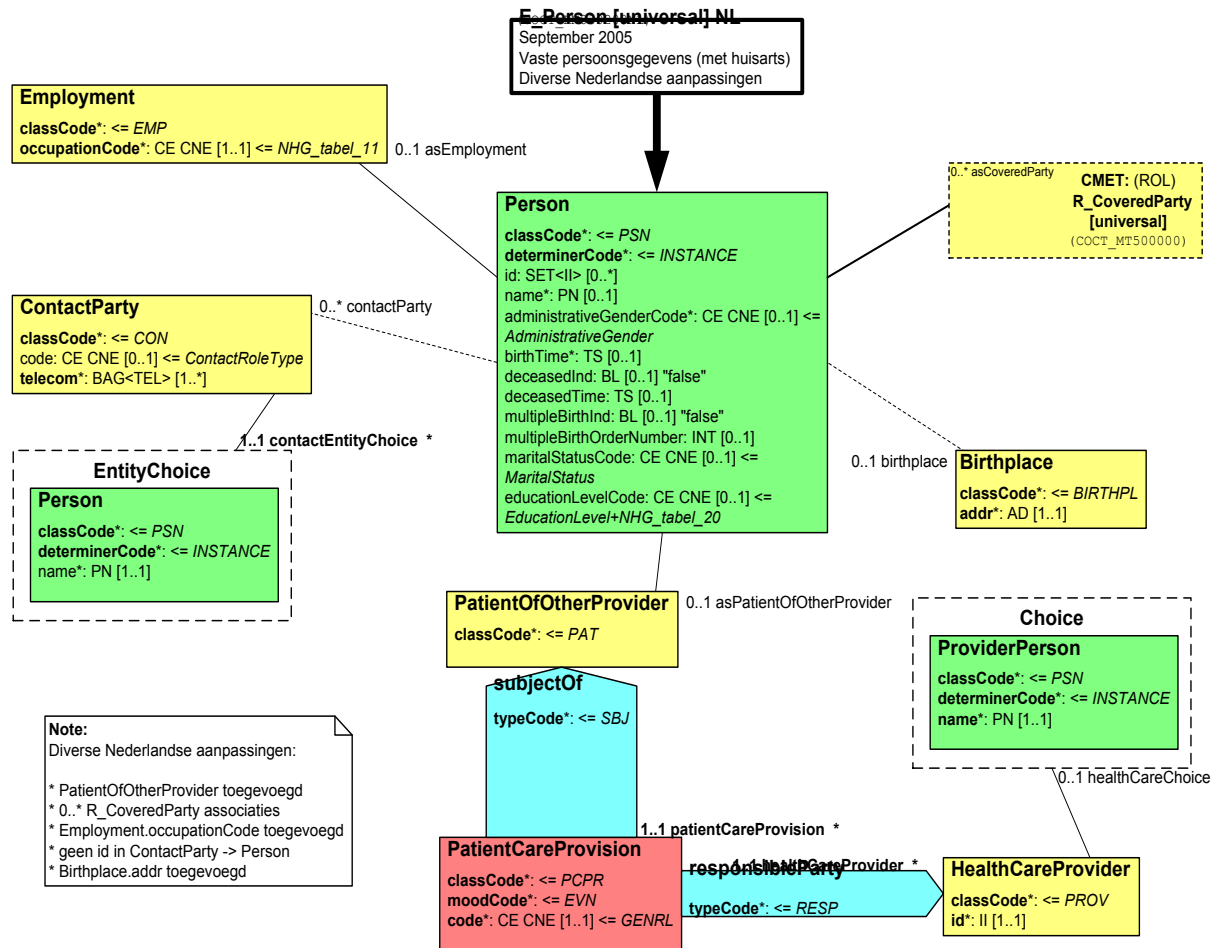 E_Person [universal] NL
September 2005
Vaste persoonsgegevens (met huisarts)
Diverse Nederlandse aanpassingen
Employment
classCode*: <= EMP
occupationCode*: CE CNE [1..1] <= NHG_tabel_11
0..1 asEmployment
0..* asCoveredParty
CMET: (ROL)
R_CoveredParty
[universal]
(COCT_MT500000)
Person
classCode*: <= PSN
determinerCode*: <= INSTANCE
id: SET<II> [0..*]
name*: PN [0..1]
administrativeGenderCode*: CE CNE [0..1] <=
AdministrativeGender
birthTime*: TS [0..1]
deceasedInd: BL [0..1] "false"
deceasedTime: TS [0..1]
multipleBirthInd: BL [0..1] "false"
multipleBirthOrderNumber: INT [0..1]
maritalStatusCode: CE CNE [0..1] <=
MaritalStatus
educationLevelCode: CE CNE [0..1] <=
EducationLevel+NHG_tabel_20
ContactParty
classCode*: <= CON
code: CE CNE [0..1] <= ContactRoleType
telecom*: BAG<TEL> [1..*]
0..* contactParty
1..1 contactEntityChoice *
EntityChoice
Person
classCode*: <= PSN
determinerCode*: <= INSTANCE
name*: PN [1..1]
0..1 birthplace
Birthplace
classCode*: <= BIRTHPL
addr*: AD [1..1]
PatientOfOtherProvider
classCode*: <= PAT
0..1 asPatientOfOtherProvider
Choice
ProviderPerson
classCode*: <= PSN
determinerCode*: <= INSTANCE
name*: PN [1..1]
0..1 healthCareChoice
subjectOf
typeCode*: <= SBJ
Note:
Diverse Nederlandse aanpassingen:
* PatientOfOtherProvider toegevoegd
* 0..* R_CoveredParty associaties
* Employment.occupationCode toegevoegd
* geen id in ContactParty -> Person
* Birthplace.addr toegevoegd
1..1 patientCareProvision *
PatientCareProvision
classCode*: <= PCPR
moodCode*: <= EVN
code*: CE CNE [1..1] <= GENRL
1..1 healthCareProvider *
responsibleParty
typeCode*: <= RESP
HealthCareProvider
classCode*: <= PROV
id*: II [1..1]